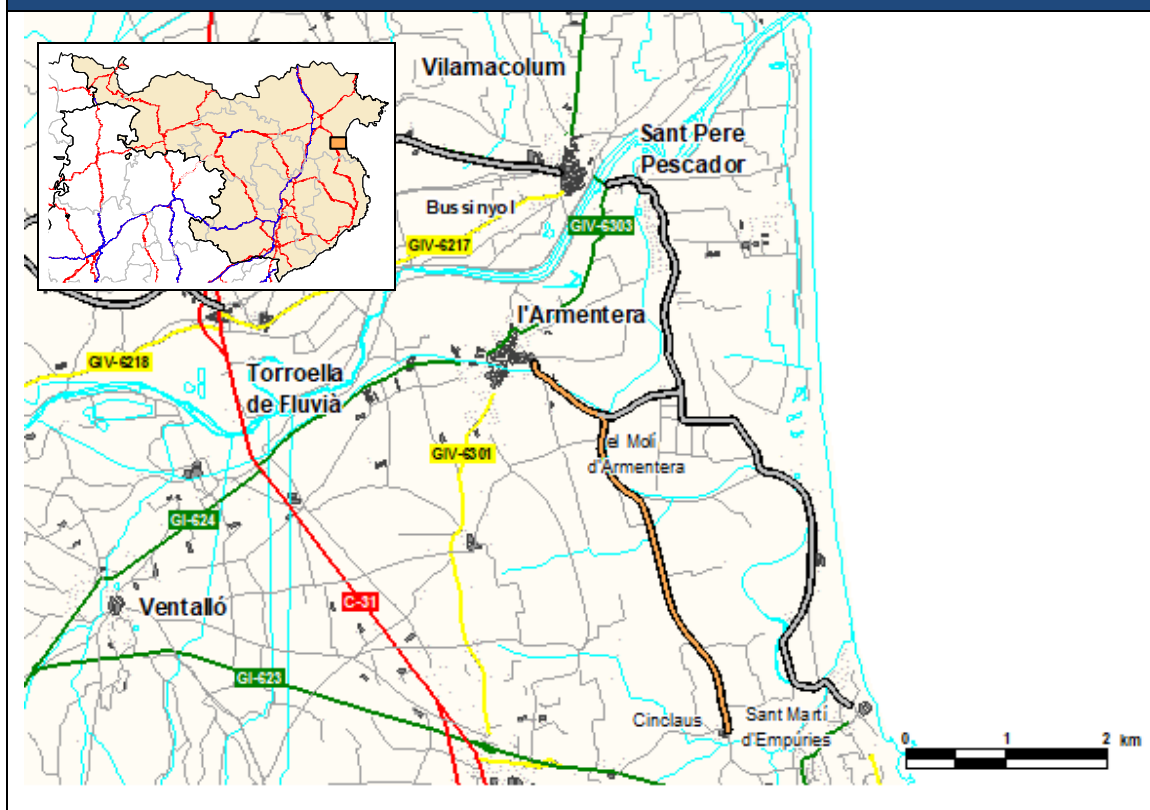 Vilamacolum
Sant Pere
Pescador
Bussinyol
GIV-6303
GIV-6217
l'Armentera
GIV-6218
Torroella
de Fluvià
el Molí
d'Armentera
GIV-6301
GI-624
Ventalló
C-31
GI-623
Cinclaus
Sant Martí
d'Empúries
0 1 2 km